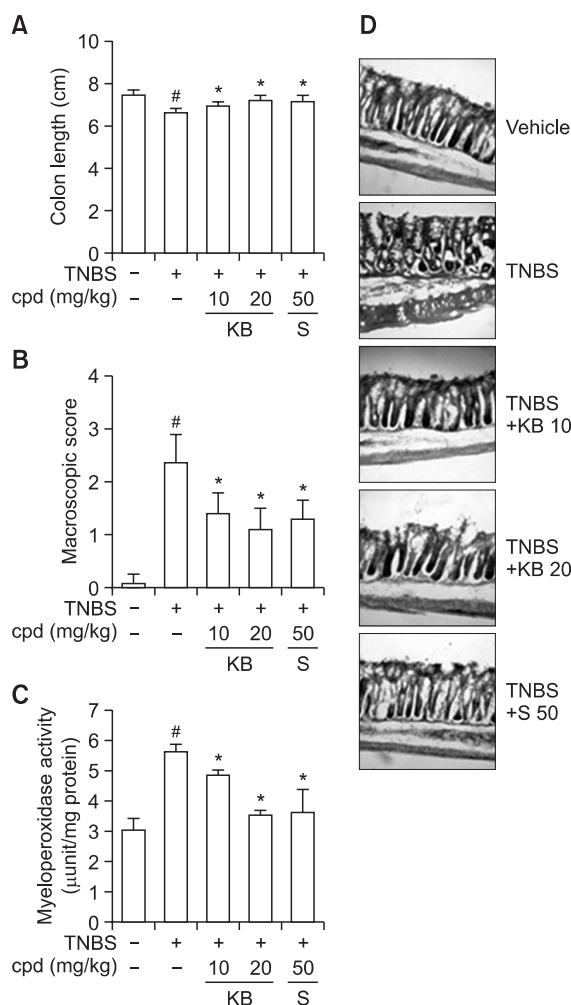 A
Colon length (cm)
8
6
4
2
0
# * * *
TNBS – + + + +
cpd (mg/kg) – – 10 20 50
KB S
B
Macroscopic score
4
3
2
1
0
# * * *
TNBS – + + + +
cpd (mg/kg) – – 10 20 50
KB S
C
Myeloperoxidase activity
(μunit/mg protein)
7
6
5
4
3
2
1
0
# * * *
TNBS – + + + +
cpd (mg/kg) – – 10 20 50
KB S
D
Vehicle
TNBS
TNBS
+KB 10
TNBS
+KB 20
TNBS
+S 50